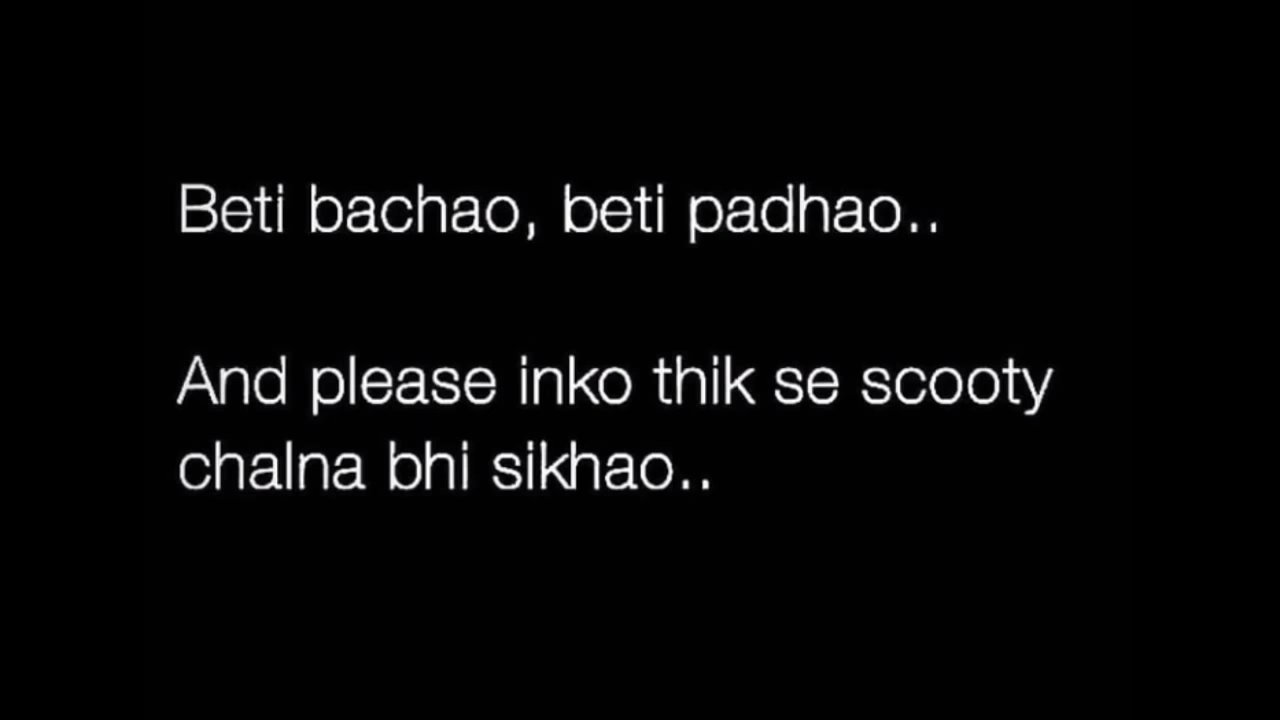 Beti bachao, beti padhao..
And please inko thik se scooty
chalna bhi sikhao..